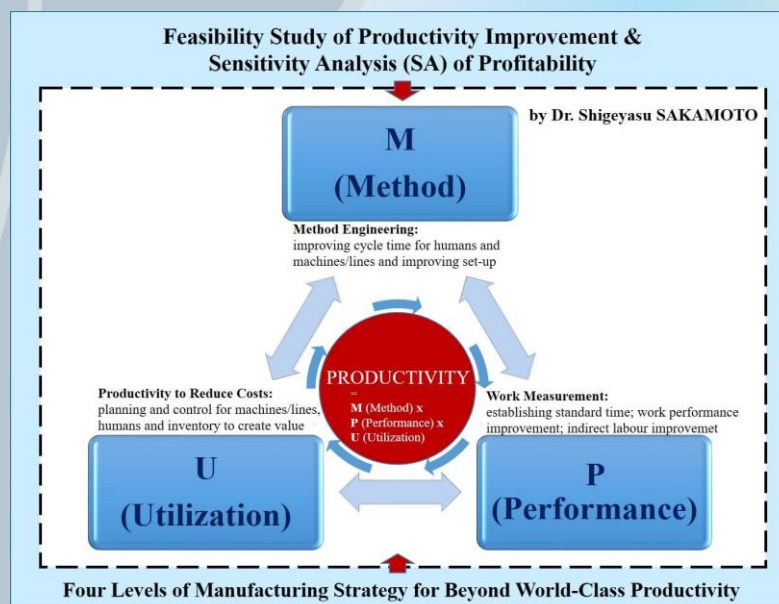 Feasibility Study of Productivity Improvement &
Sensitivity Analysis (SA) of Profitability
by Dr. Shigeyasu SAKAMOTO
M
(Method)
Method Engineering:
improving cycle time for humans and
machines/lines and improving set-up
PRODUCTIVITY
=
M (Method) x
P (Performance) x
U (Utilization)
Productivity to Reduce Costs:
planning and control for machines/lines,
humans and inventory to create value
U
(Utilization)
Work Measurement:
establishing standard time; work performance
improvement; indirect labour improvemet
P
(Performance)
Four Levels of Manufacturing Strategy for Beyond World-Class Productivity